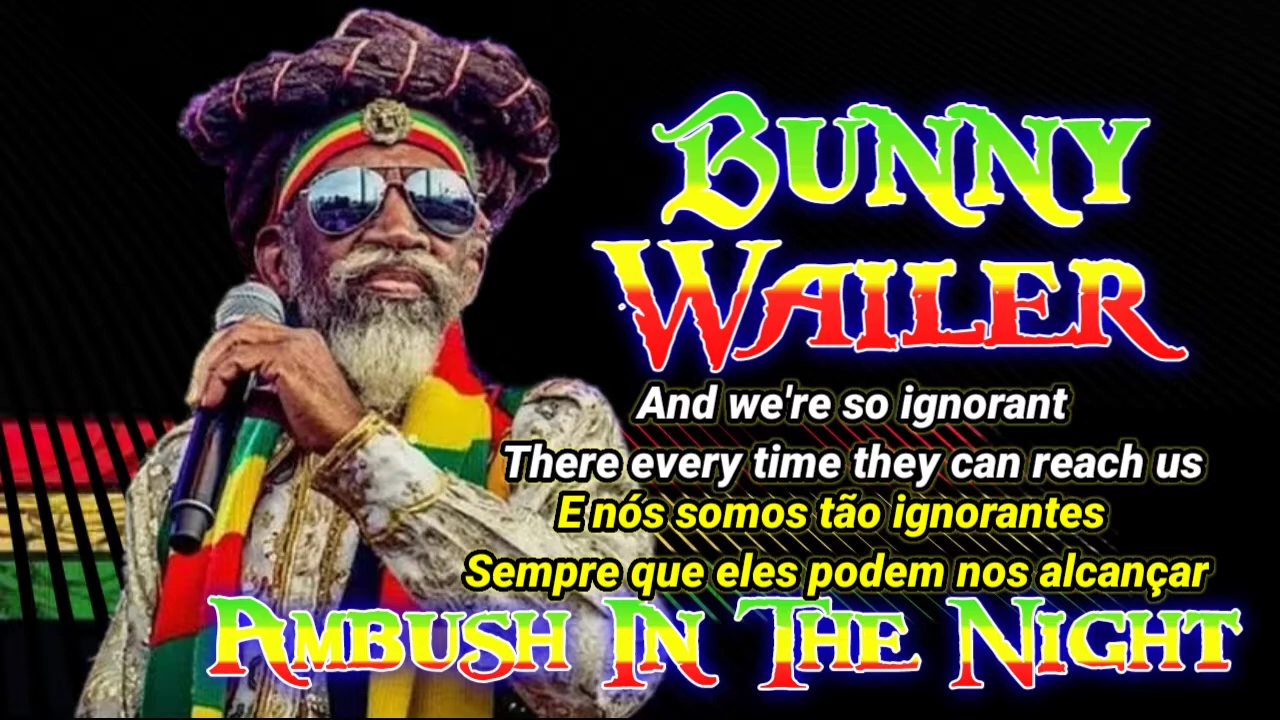 BUNNY
WAILER
And we're so ignorant
There every time they can reach us
E nós somos tão ignorantes
Sempre que eles podem nos alcançar
AMBUSH IN THE NIGHT